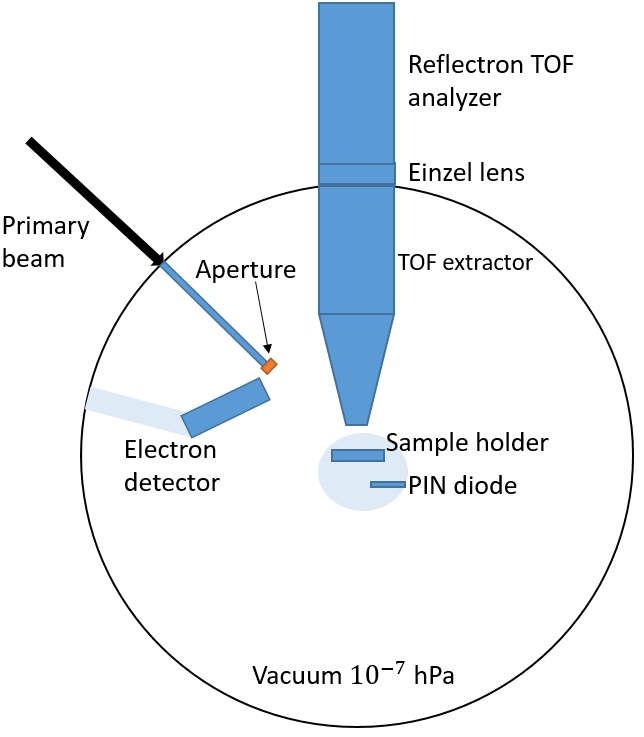 Reflectron TOF
analyzer
Einzel lens
Primary
beam
Aperture
TOF extractor
Electron
detector
Sample holder
PIN diode
Vacuum 10⁻⁷ hPa